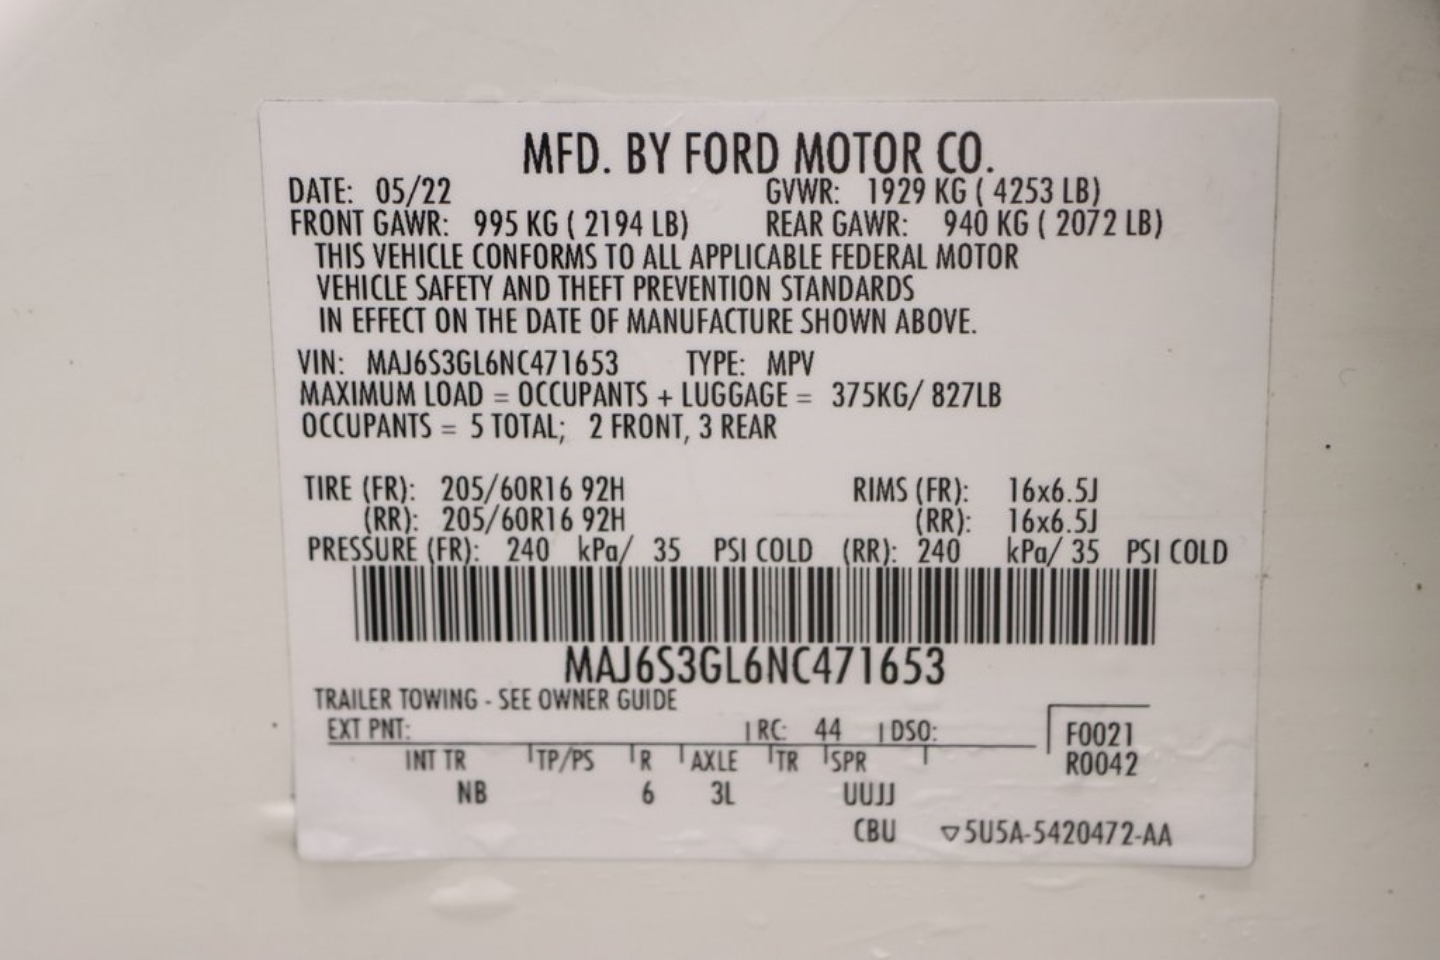 MFD. BY FORD MOTOR CO.
DATE: 05/22 GVWR: 1929 KG ( 4253 LB)
FRONT GAWR: 995 KG ( 2194 LB) REAR GAWR: 940 KG ( 2072 LB)
THIS VEHICLE CONFORMS TO ALL APPLICABLE FEDERAL MOTOR
VEHICLE SAFETY AND THEFT PREVENTION STANDARDS
IN EFFECT ON THE DATE OF MANUFACTURE SHOWN ABOVE.
VIN: MAJ6S3GL6NC471653 TYPE: MPV
MAXIMUM LOAD = OCCUPANTS + LUGGAGE = 375KG/ 827LB
OCCUPANTS = 5 TOTAL; 2 FRONT, 3 REAR
TIRE (FR): 205/60R16 92H RIMS (FR): 16x6.5J
(RR): 205/60R16 92H (RR): 16x6.5J
PRESSURE (FR): 240 kPa/ 35 PSI COLD (RR): 240 kPa/ 35 PSI COLD
MAJ6S3GL6NC471653
TRAILER TOWING - SEE OWNER GUIDE
EXT PNT: RC: 44 DSO: F0021
INT TR TP/PS R AXLE TR SPR R0042
NB 6 3L UUJJ
CBU ▽5U5A-5420472-AA